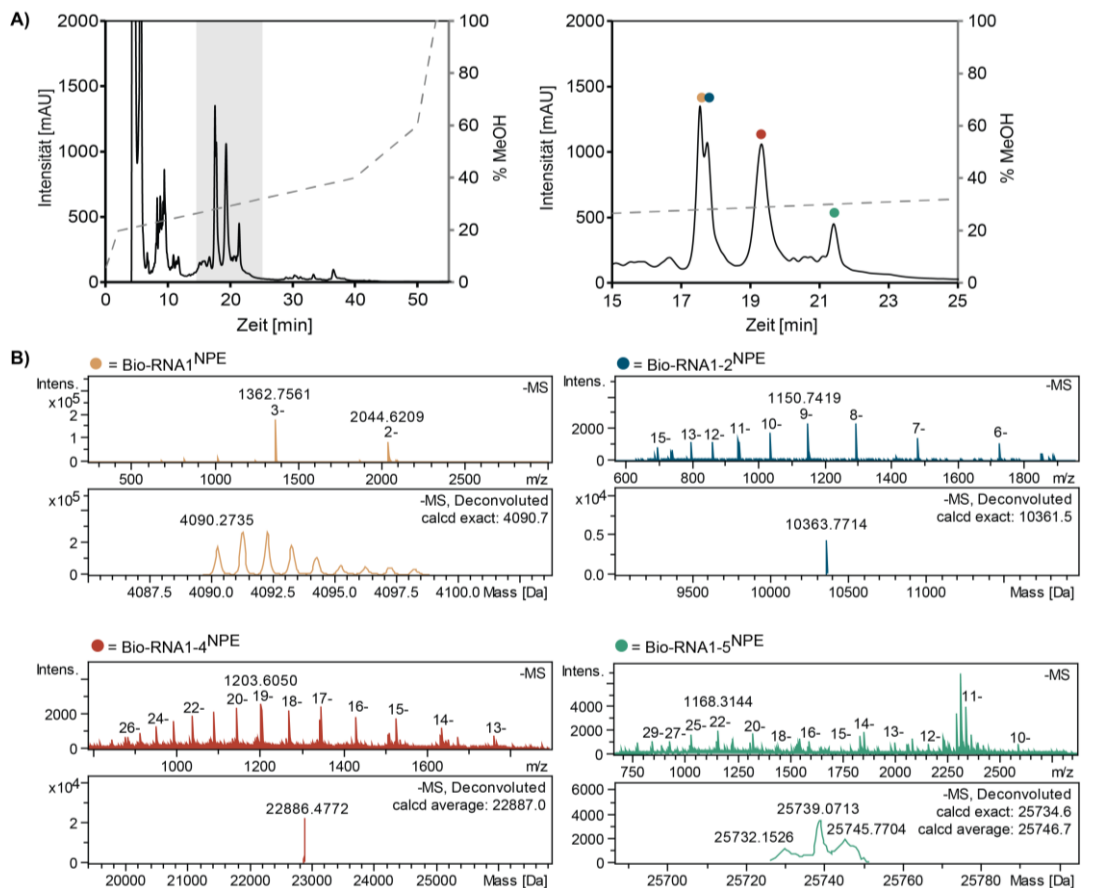 A)
2000
1500
1000
500
0
Intensität [mAU]
100
80
60
40
20
0
% MeOH
0 10 20 30 40 50
Zeit [min]
2000
1500
1000
500
0
Intensität [mAU]
100
80
60
40
20
0
% MeOH
15 17 19 21 23 25
Zeit [min]
B)
= Bio-RNA1NPE
Intens.
x10^5
2
1
0
-MS
1362.7561
3-
2044.6209
2-
500 1000 1500 2000 2500 m/z
x10^5
2
0
-MS, Deconvoluted
calcd exact: 4090.7
4090.2735
4087.5 4090.0 4092.5 4095.0 4097.5 4100.0 Mass [Da]
= Bio-RNA1-2NPE
Intens.
2000
0
-MS
1150.7419
15- 13- 12- 11- 10- 9- 8- 7- 6-
600 800 1000 1200 1400 1600 1800 m/z
x10^4
0.5
0.0
-MS, Deconvoluted
calcd exact: 10361.5
10363.7714
9500 10000 10500 11000 Mass [Da]
= Bio-RNA1-4NPE
Intens.
2000
0
-MS
1203.6050
26- 24- 22- 20- 19- 18- 17- 16- 15- 14- 13-
1000 1200 1400 1600 m/z
x10^4
2
0
-MS, Deconvoluted
calcd average: 22887.0
22886.4772
20000 21000 22000 23000 24000 25000 Mass [Da]
= Bio-RNA1-5NPE
Intens.
6000
4000
2000
0
-MS
1168.3144
29- 27- 25- 22- 20- 18- 16- 15- 14- 13- 12- 11- 10-
750 1000 1250 1500 1750 2000 2250 2500 m/z
6000
4000
2000
0
-MS, Deconvoluted
calcd exact: 25734.6
calcd average: 25746.7
25739.0713
25732.1526
25745.7704
25700 25720 25740 25760 25780 Mass [Da]